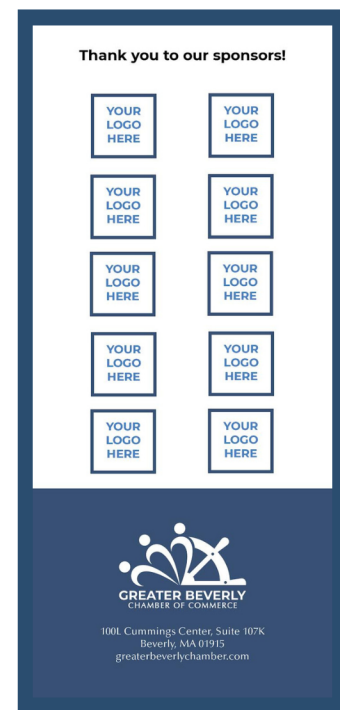 Thank you to our sponsors!
YOUR
LOGO
HERE
YOUR
LOGO
HERE
YOUR
LOGO
HERE
YOUR
LOGO
HERE
YOUR
LOGO
HERE
YOUR
LOGO
HERE
YOUR
LOGO
HERE
YOUR
LOGO
HERE
YOUR
LOGO
HERE
YOUR
LOGO
HERE
GREATER BEVERLY
CHAMBER OF COMMERCE
100L Cummings Center, Suite 107K
Beverly, MA 01915
greaterbeverlychamber.com